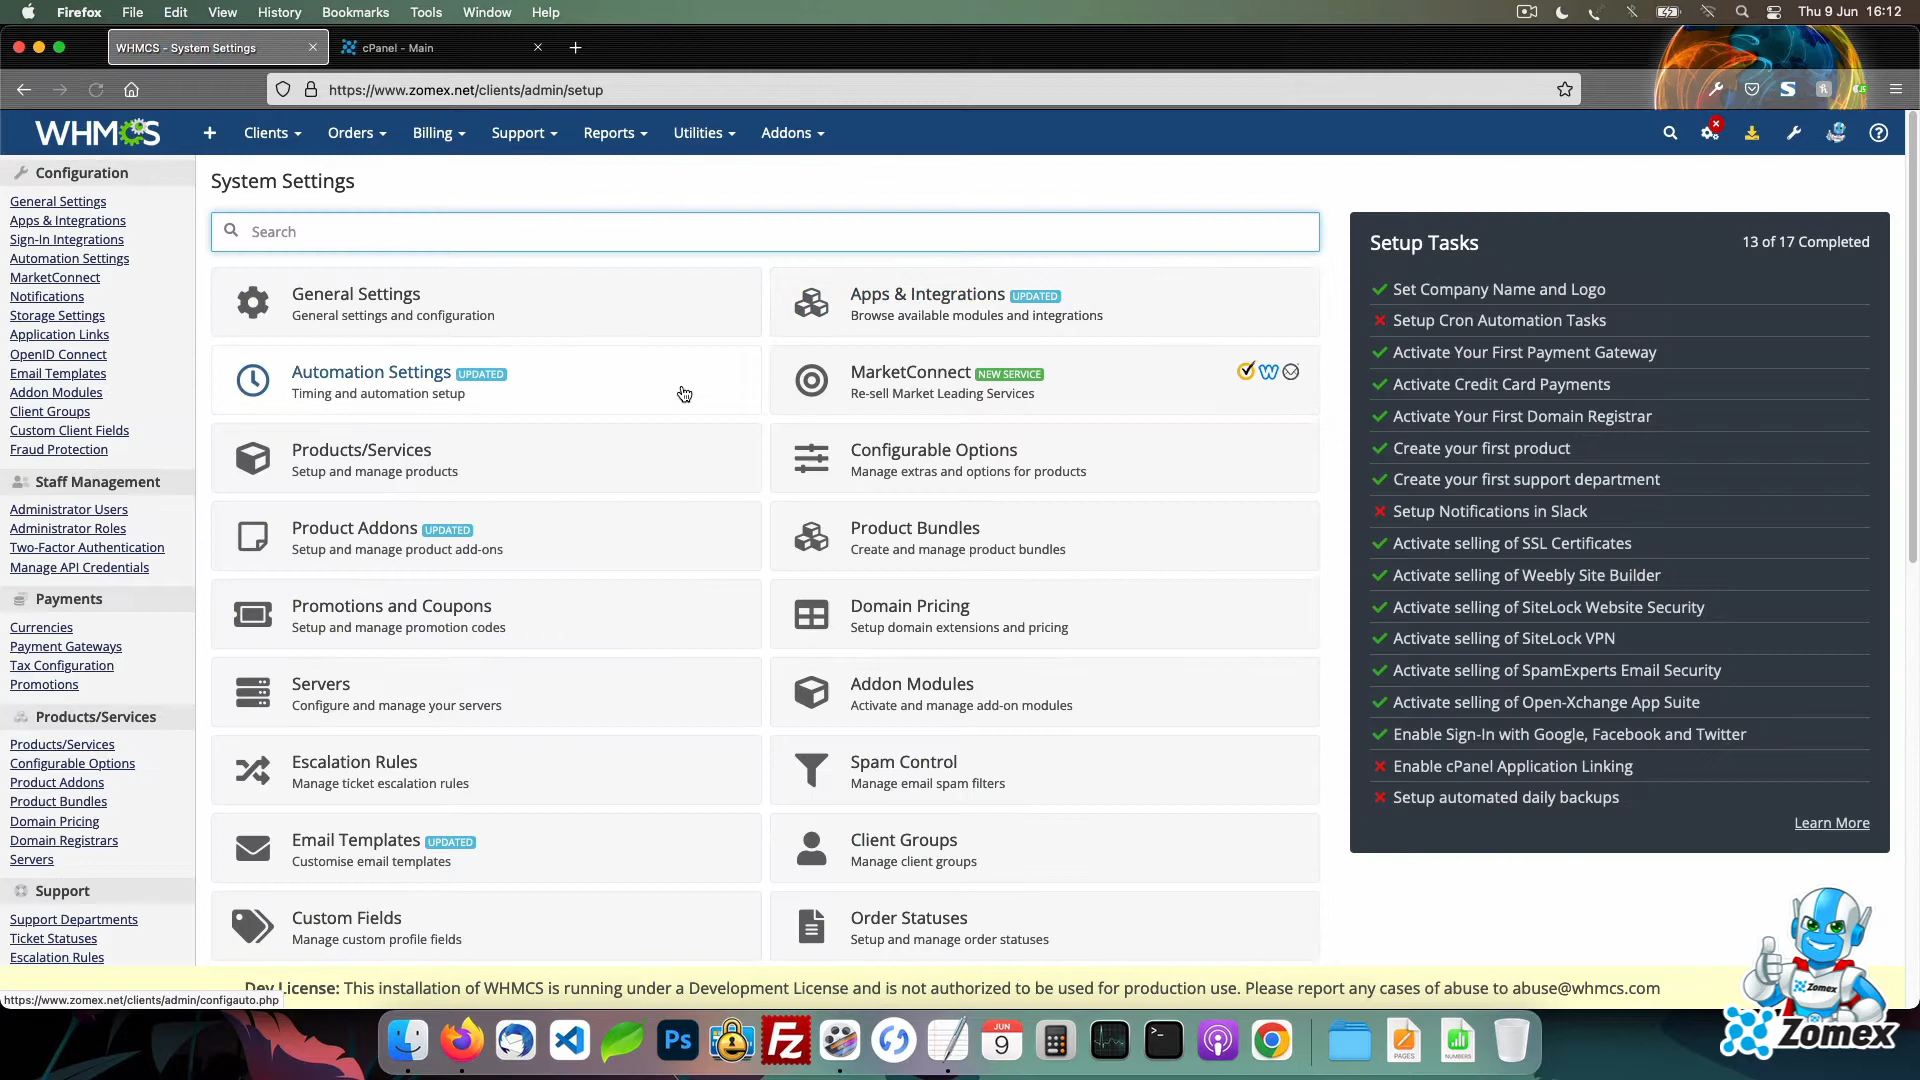 Firefox File Edit View History Bookmarks Tools Window Help Thu 9 Jun 16:12
WHMCS - System Settings cPanel - Main
https://www.zomex.net/clients/admin/setup
WHMCS Clients Orders Billing Support Reports Utilities Addons
Configuration
General Settings
Apps & Integrations
Sign-In Integrations
Automation Settings
MarketConnect
Notifications
Storage Settings
Application Links
OpenID Connect
Email Templates
Addon Modules
Client Groups
Custom Client Fields
Fraud Protection
Staff Management
Administrator Users
Administrator Roles
Two-Factor Authentication
Manage API Credentials
Payments
Currencies
Payment Gateways
Tax Configuration
Promotions
Products/Services
Products/Services
Configurable Options
Product Addons
Product Bundles
Domain Pricing
Domain Registrars
Servers
Support
Support Departments
Ticket Statuses
Escalation Rules
System Settings
Search
General Settings
General settings and configuration
Apps & Integrations UPDATED
Browse available modules and integrations
Automation Settings UPDATED
Timing and automation setup
MarketConnect NEW SERVICE
Re-sell Market Leading Services
Products/Services
Setup and manage products
Configurable Options
Manage extras and options for products
Product Addons UPDATED
Setup and manage product add-ons
Product Bundles
Create and manage product bundles
Promotions and Coupons
Setup and manage promotion codes
Domain Pricing
Setup domain extensions and pricing
Servers
Configure and manage your servers
Addon Modules
Activate and manage add-on modules
Escalation Rules
Manage ticket escalation rules
Spam Control
Manage email spam filters
Email Templates UPDATED
Customise email templates
Client Groups
Manage client groups
Custom Fields
Manage custom profile fields
Order Statuses
Setup and manage order statuses
Setup Tasks 13 of 17 Completed
Set Company Name and Logo
Setup Cron Automation Tasks
Activate Your First Payment Gateway
Activate Credit Card Payments
Activate Your First Domain Registrar
Create your first product
Create your first support department
Setup Notifications in Slack
Activate selling of SSL Certificates
Activate selling of Weebly Site Builder
Activate selling of SiteLock Website Security
Activate selling of SiteLock VPN
Activate selling of SpamExperts Email Security
Activate selling of Open-Xchange App Suite
Enable Sign-In with Google, Facebook and Twitter
Enable cPanel Application Linking
Setup automated daily backups
Learn More
Dev License: This installation of WHMCS is running under a Development License and is not authorized to be used for production use. Please report any cases of abuse to abuse@whmcs.com
https://www.zomex.net/clients/admin/configauto.php
Zomex
Zomex
Ps
Fz
JUN
9
PAGES
NUMBERS